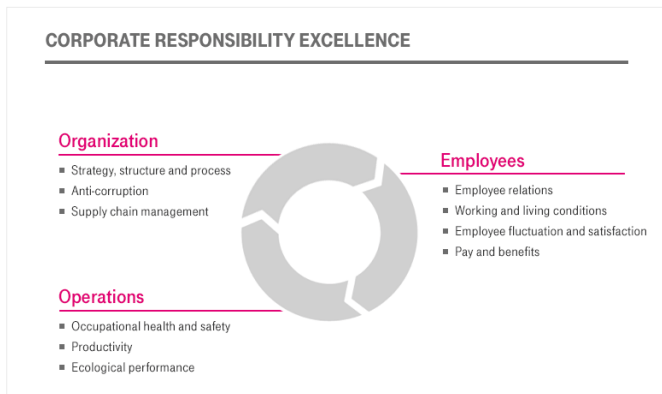 CORPORATE RESPONSIBILITY EXCELLENCE
Organization
Strategy, structure and process
Anti-corruption
Supply chain management
Employees
Employee relations
Working and living conditions
Employee fluctuation and satisfaction
Pay and benefits
Operations
Occupational health and safety
Productivity
Ecological performance